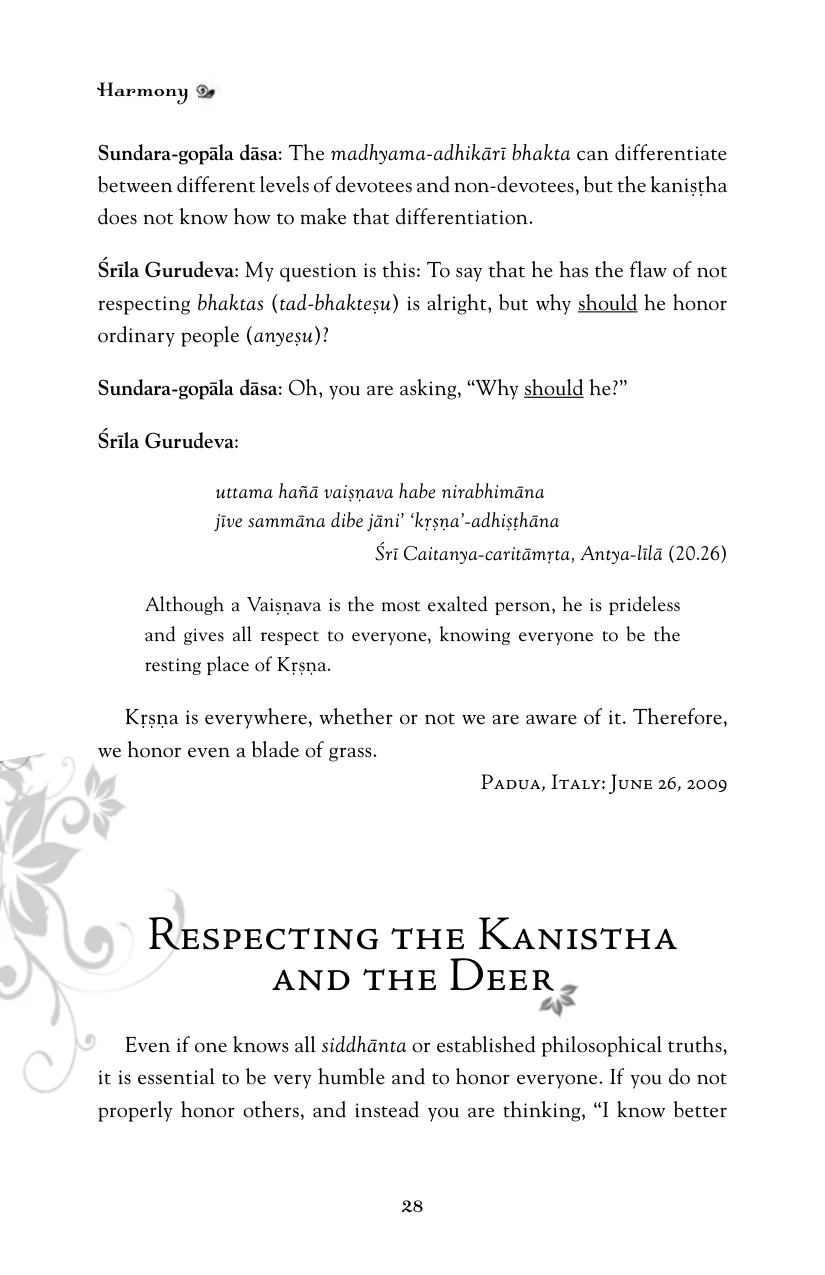 Harmony
Sundara-gopāla dāsa: The madhyama-adhikārī bhakta can differentiate
between different levels of devotees and non-devotees, but the kaniṣṭha
does not know how to make that differentiation.
Śrīla Gurudeva: My question is this: To say that he has the flaw of not
respecting bhaktas (tad-bhakteṣu) is alright, but why should he honor
ordinary people (anyeṣu)?
Sundara-gopāla dāsa: Oh, you are asking, “Why should he?”
Śrīla Gurudeva:
uttama hañā vaiṣṇava habe nirabhimāna
jīve sammāna dibe jāni’ ‘kṛṣṇa’-adhiṣṭhāna
Śrī Caitanya-caritāmṛta, Antya-līlā (20.26)
Although a Vaiṣṇava is the most exalted person, he is prideless
and gives all respect to everyone, knowing everyone to be the
resting place of Kṛṣṇa.
Kṛṣṇa is everywhere, whether or not we are aware of it. Therefore,
we honor even a blade of grass.
Padua, Italy: June 26, 2009
Respecting the Kanistha
and the Deer
Even if one knows all siddhānta or established philosophical truths,
it is essential to be very humble and to honor everyone. If you do not
properly honor others, and instead you are thinking, “I know better
28